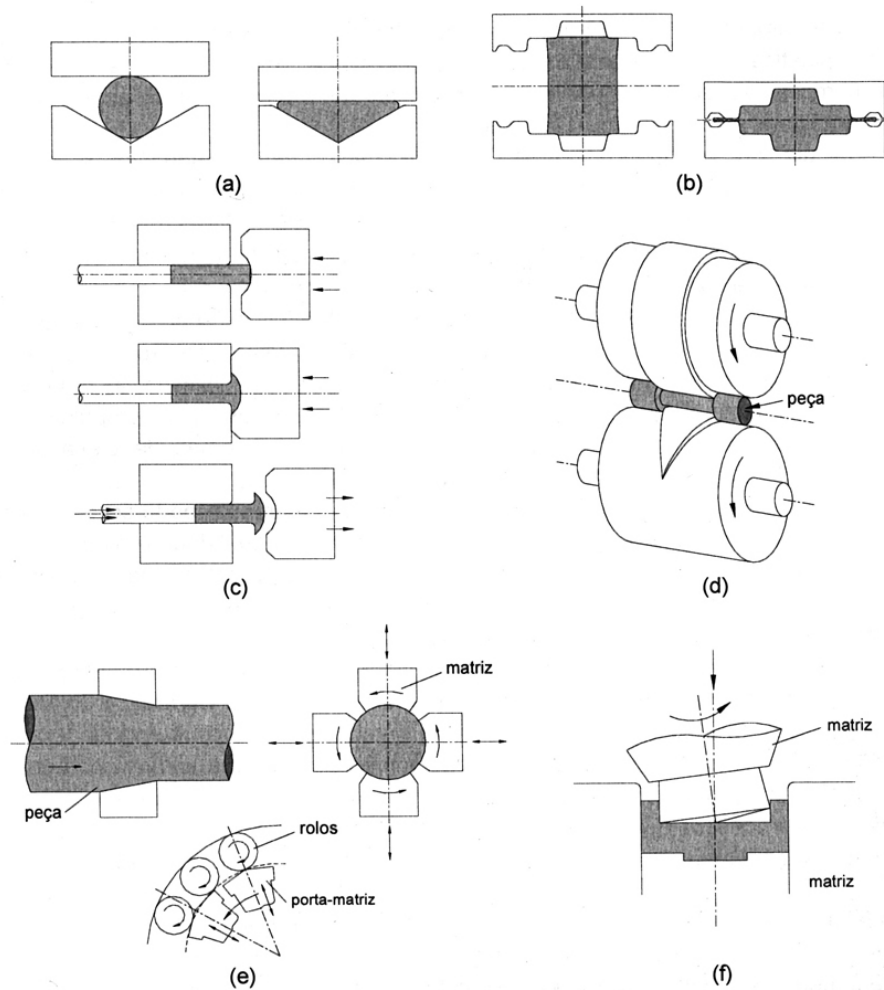 (a)
(b)
(c)
peça
(d)
matriz
peça
rolos
porta-matriz
(e)
matriz
matriz
(f)